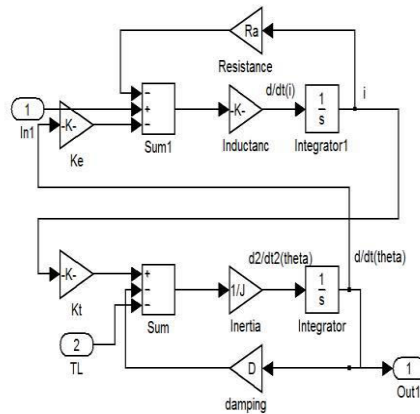 Ra
Resistance
1
In1
-K-
Ke
−
+
−
Sum1
-K-
Inductanc
d/dt(i)
1
s
Integrator1
i
-K-
Kt
2
TL
+
−
−
Sum
1/J
Inertia
d2/dt2(theta)
1
s
Integrator
d/dt(theta)
D
damping
1
Out1